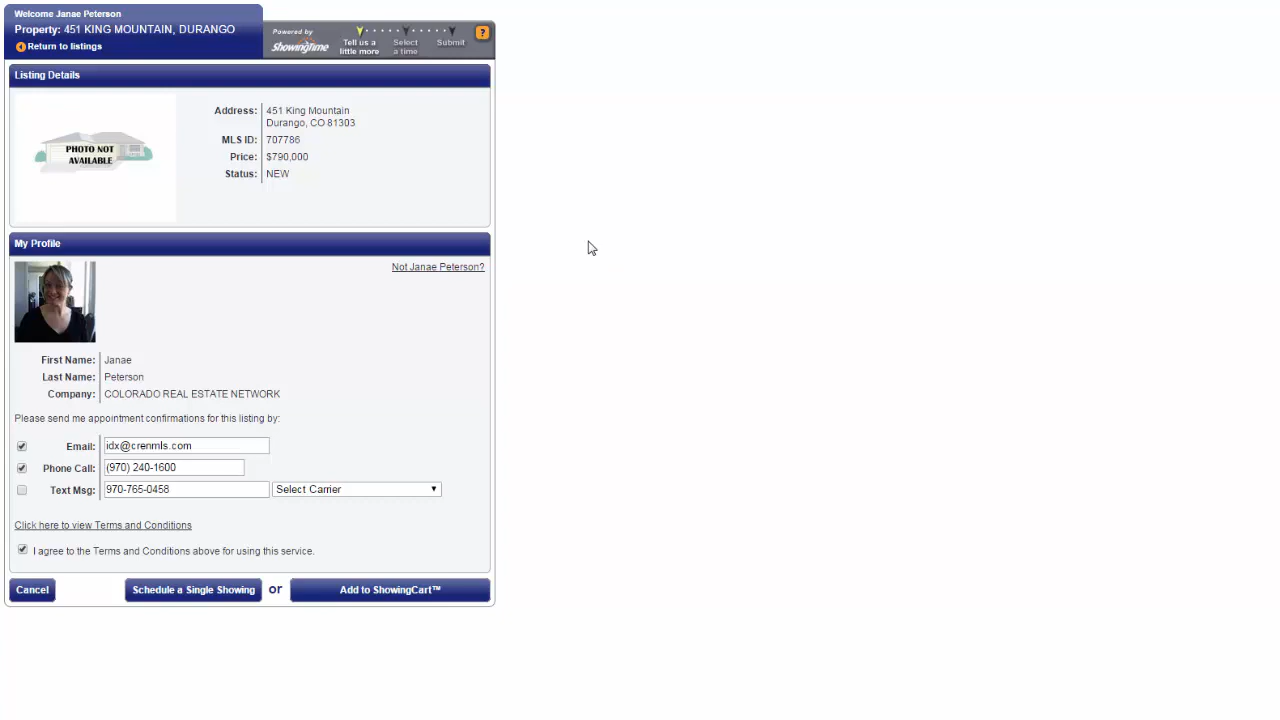 Welcome Janae Peterson
Property: 451 KING MOUNTAIN, DURANGO
Return to listings
Powered by
ShowingTime
Tell us a
little more
Select
a time
Submit
?
Listing Details
PHOTO NOT
AVAILABLE
Address: 451 King Mountain
Durango, CO 81303
MLS ID: 707786
Price: $790,000
Status: NEW
My Profile
Not Janae Peterson?
First Name: Janae
Last Name: Peterson
Company: COLORADO REAL ESTATE NETWORK
Please send me appointment confirmations for this listing by:
Email: idx@crenmls.com
Phone Call: (970) 240-1600
Text Msg: 970-765-0458 Select Carrier
Click here to view Terms and Conditions
I agree to the Terms and Conditions above for using this service.
Cancel Schedule a Single Showing or Add to ShowingCart™